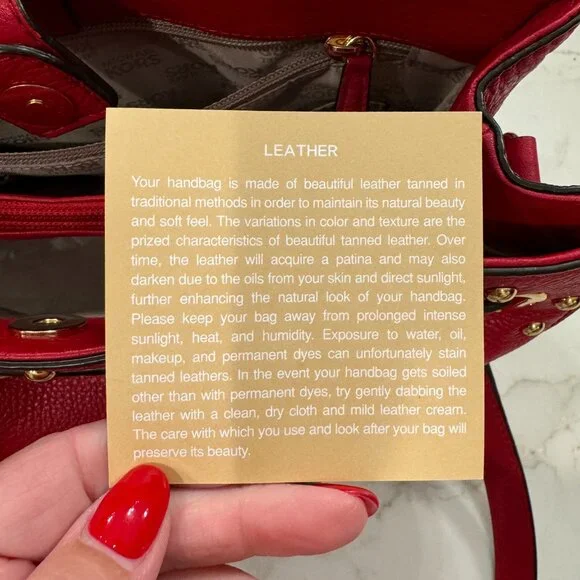 KORS
LEATHER
Your handbag is made of beautiful leather tanned in
traditional methods in order to maintain its natural beauty
and soft feel. The variations in color and texture are the
prized characteristics of beautiful tanned leather. Over
time, the leather will acquire a patina and may also
darken due to the oils from your skin and direct sunlight,
further enhancing the natural look of your handbag.
Please keep your bag away from prolonged intense
sunlight, heat, and humidity. Exposure to water, oil,
makeup, and permanent dyes can unfortunately stain
tanned leathers. In the event your handbag gets soiled
other than with permanent dyes, try gently dabbing the
leather with a clean, dry cloth and mild leather cream.
The care with which you use and look after your bag will
preserve its beauty.